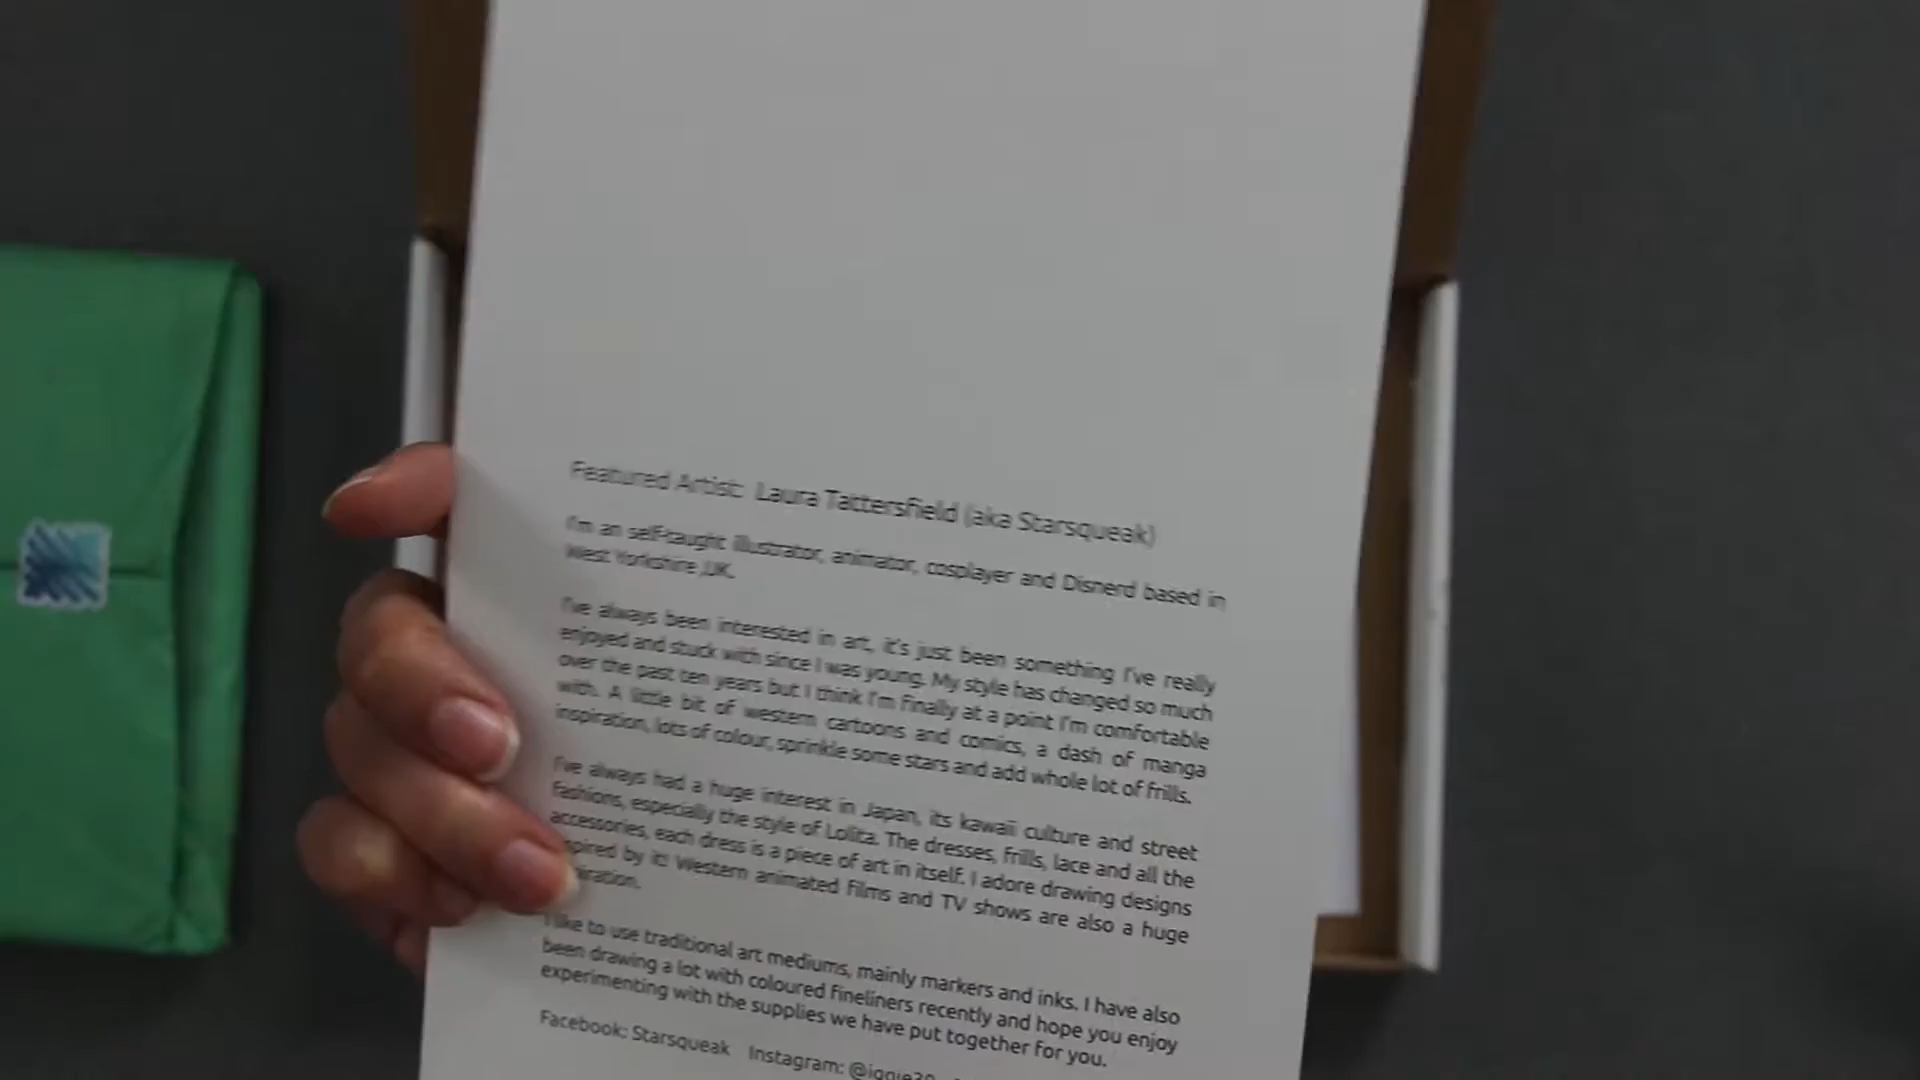 Featured Artist: Laura Tattersfield (aka Starsqueak)
I'm an self-taught illustrator, animator, cosplayer and Disnerd based in
West Yorkshire ,UK.
I've always been interested in art, it's just been something I've really
enjoyed and stuck with since I was young. My style has changed so much
over the past ten years but I think I'm finally at a point I'm comfortable
with. A little bit of western cartoons and comics, a dash of manga
inspiration, lots of colour, sprinkle some stars and add whole lot of frills.
I've always had a huge interest in Japan, its kawaii culture and street
fashions, especially the style of Lolita. The dresses, frills, lace and all the
accessories, each dress is a piece of art in itself. I adore drawing designs
by it! Western animated films and TV shows are also a huge
I like to use traditional art mediums, mainly markers and inks. I have also
been drawing a lot with coloured fineliners recently and hope you enjoy
experimenting with the supplies we have put together for you.
Facebook: Starsqueak Instagram: